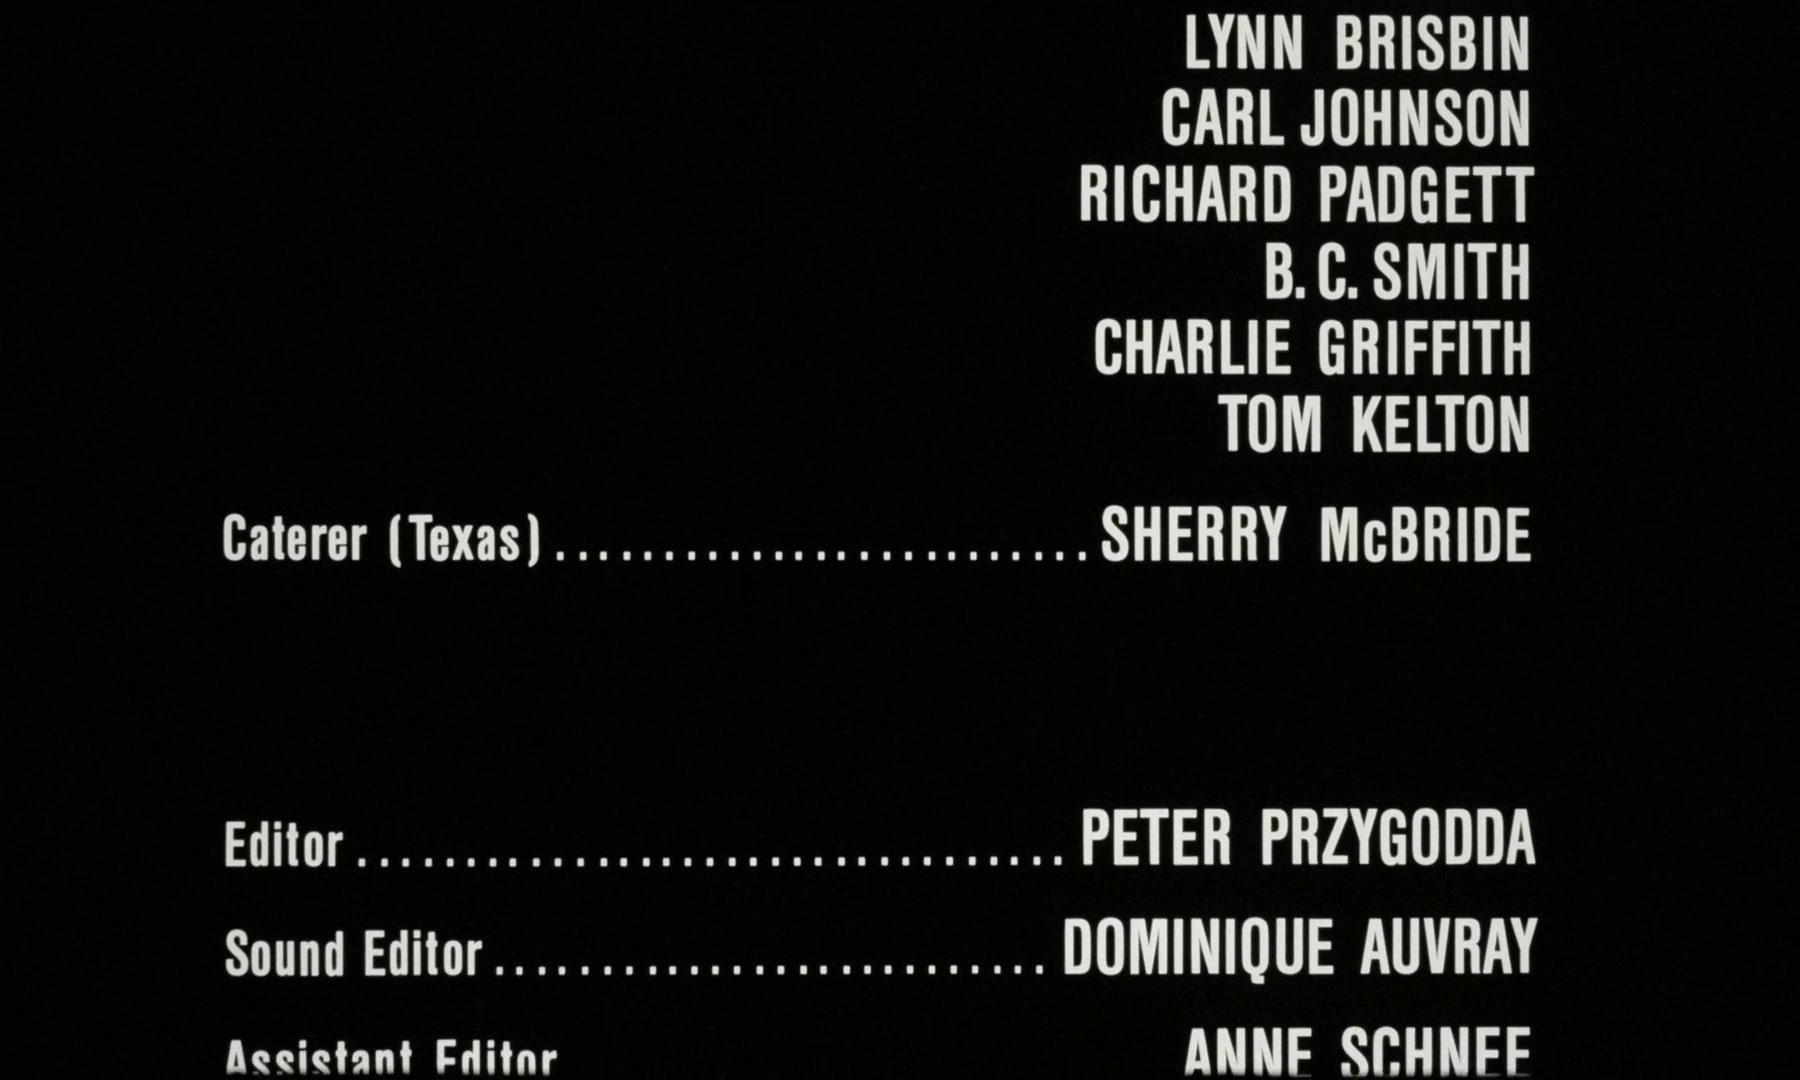 LYNN BRISBIN
CARL JOHNSON
RICHARD PADGETT
B. C. SMITH
CHARLIE GRIFFITH
TOM KELTON
Caterer (Texas) .......................... SHERRY McBRIDE
Editor ................................. PETER PRZYGODDA
Sound Editor .......................... DOMINIQUE AUVRAY
Assistant Editor ANNE SCHNEE